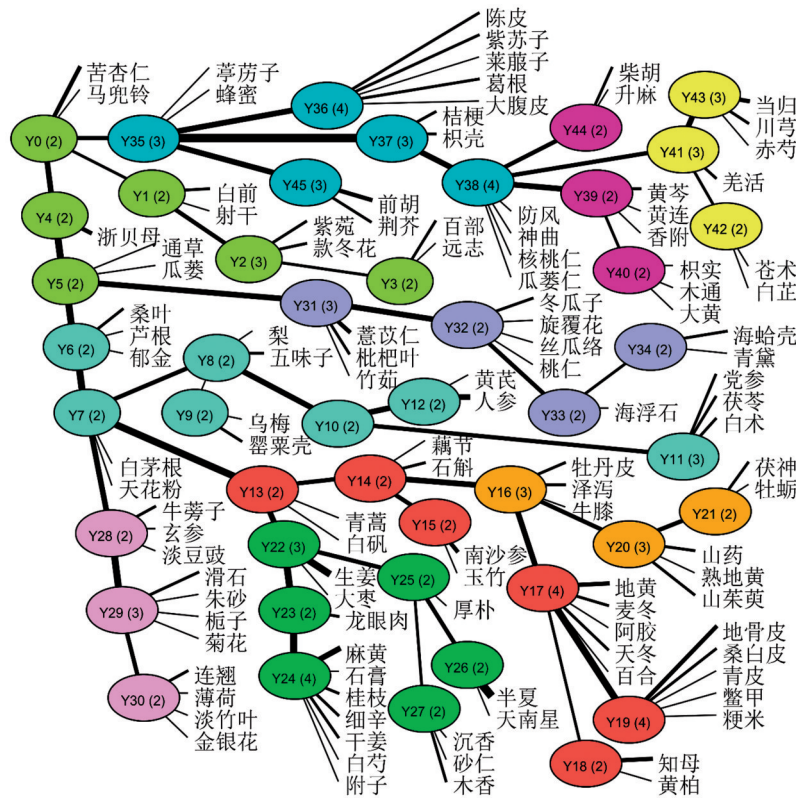 陈皮
紫苏子
莱菔子
葛根
大腹皮
苦杏仁
马兜铃
葶苈子
蜂蜜
Y36 (4)
柴胡
升麻
Y43 (3)
当归
川芎
赤芍
Y0 (2)
Y35 (3)
桔梗
枳壳
Y37 (3)
Y44 (2)
Y41 (3)
羌活
Y1 (2)
白前
射干
Y45 (3)
前胡
荆芥
Y38 (4)
Y39 (2)
黄芩
黄连
香附
Y4 (2)
浙贝母
防风
神曲
核桃仁
瓜蒌仁
Y42 (2)
苍术
白芷
通草
瓜蒌
Y2 (3)
紫菀
款冬花
百部
远志
Y3 (2)
Y40 (2)
枳实
木通
大黄
Y5 (2)
Y31 (3)
薏苡仁
枇杷叶
竹茹
Y32 (2)
冬瓜子
旋覆花
丝瓜络
桃仁
Y34 (2)
海蛤壳
青黛
桑叶
芦根
郁金
Y6 (2)
Y8 (2)
梨
五味子
Y33 (2)
海浮石
Y7 (2)
Y9 (2)
乌梅
罂粟壳
Y10 (2)
Y12 (2)
黄芪
人参
党参
茯苓
白术
Y11 (3)
白茅根
天花粉
Y13 (2)
青蒿
白矾
Y14 (2)
藕节
石斛
Y16 (3)
牡丹皮
泽泻
牛膝
茯神
牡蛎
Y21 (2)
Y28 (2)
牛蒡子
玄参
淡豆豉
Y22 (3)
生姜
大枣
Y15 (2)
南沙参
玉竹
Y20 (3)
山药
熟地黄
山茱萸
Y29 (3)
滑石
朱砂
栀子
菊花
Y23 (2)
龙眼肉
Y25 (2)
厚朴
Y17 (4)
地黄
麦冬
阿胶
天冬
百合
Y30 (2)
连翘
薄荷
淡竹叶
金银花
Y24 (4)
麻黄
石膏
桂枝
细辛
干姜
白芍
附子
Y26 (2)
半夏
天南星
Y27 (2)
沉香
砂仁
木香
Y19 (4)
地骨皮
桑白皮
青皮
鳖甲
粳米
Y18 (2)
知母
黄柏